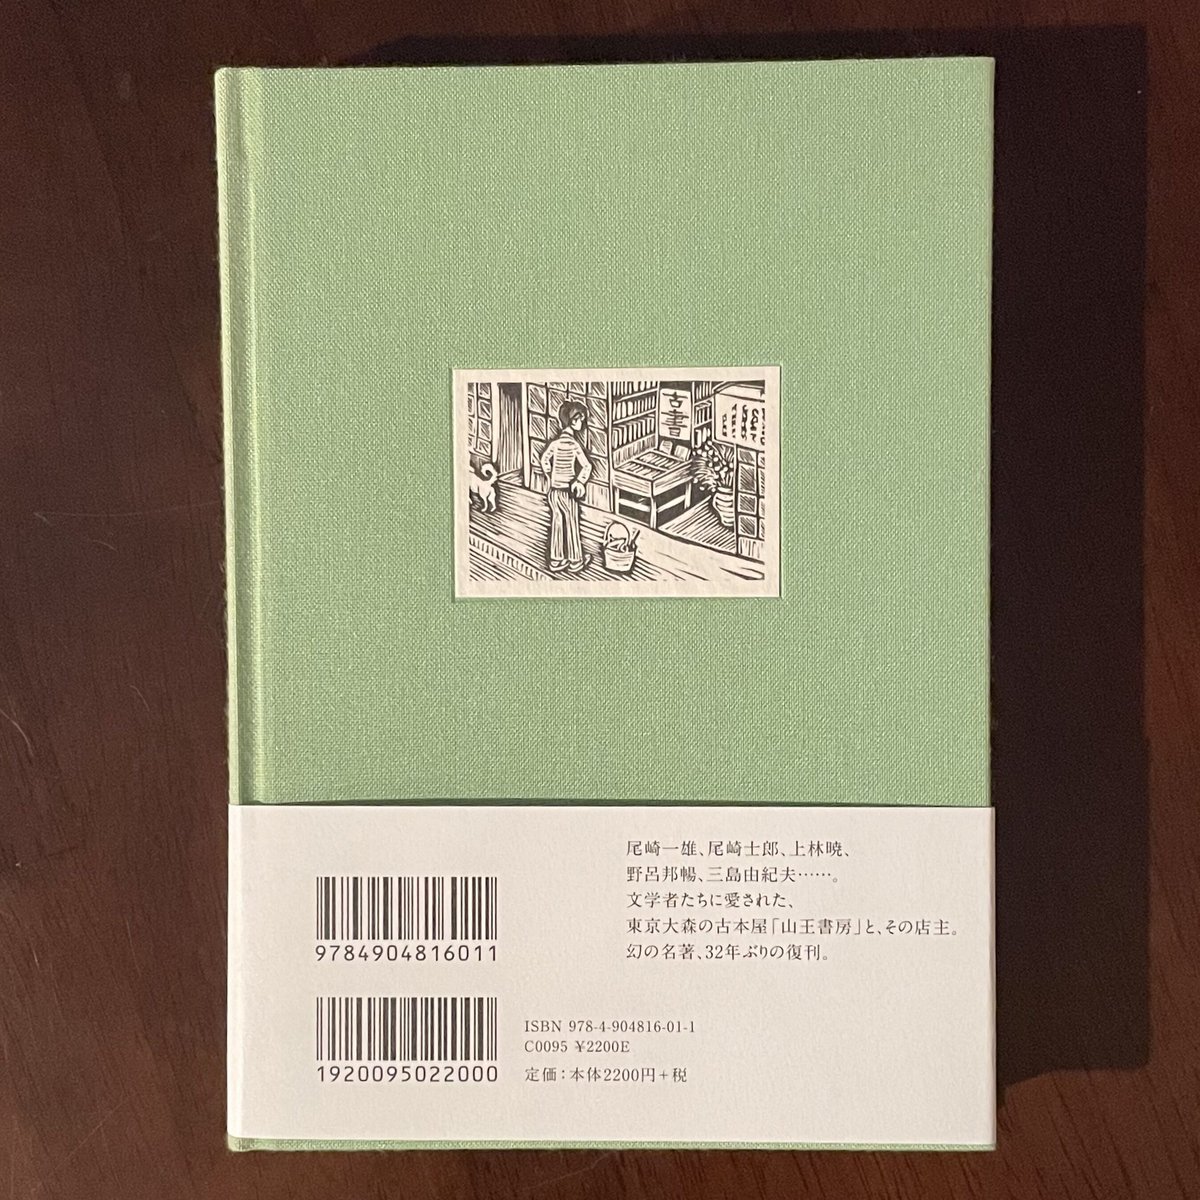 古書
尾崎一雄、尾崎士郎、上林暁、
野呂邦暢、三島由紀夫……。
文学者たちに愛された、
東京大森の古本屋「山王書房」と、その店主。
幻の名著、32年ぶりの復刊。
9784904816011
1920095022000
ISBN 978-4-904816-01-1
C0095 ¥2200E
定価：本体2200円+税